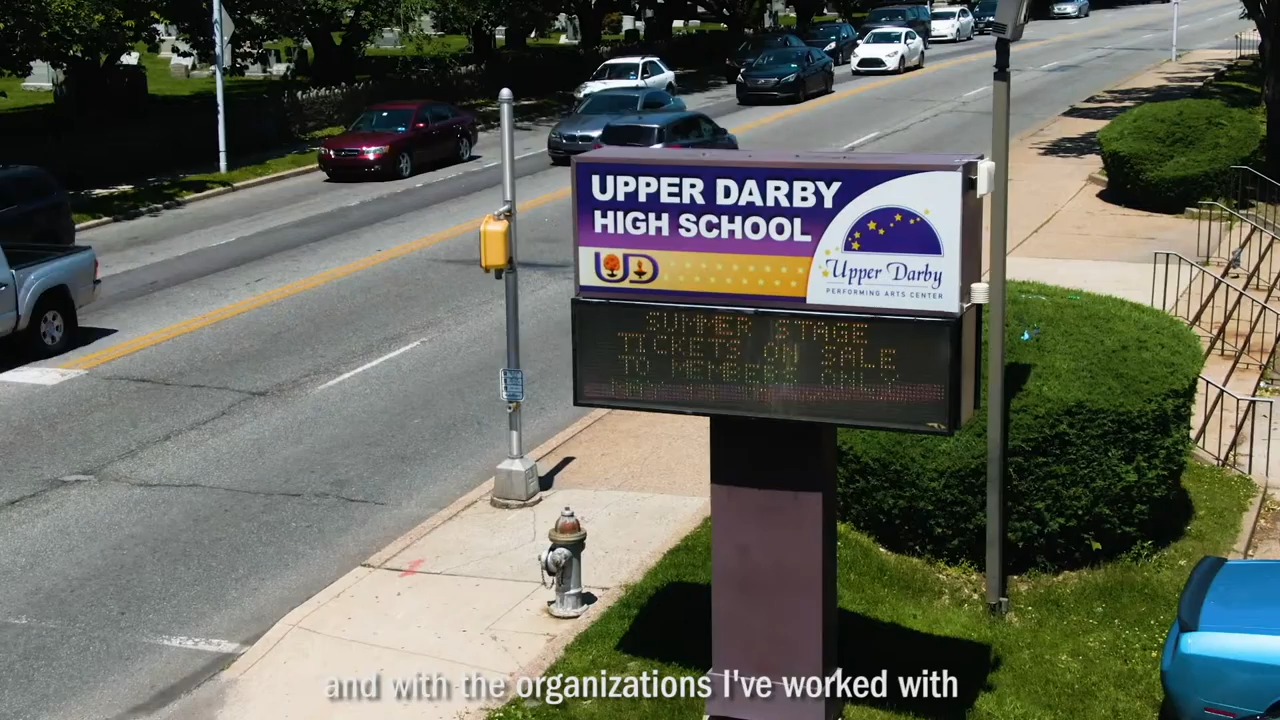 UPPER DARBY
HIGH SCHOOL
UD
Upper Darby
PERFORMING ARTS CENTER
SUMMER STAGE
TICKETS ON SALE
TO MEMBERS ONLY
and with the organizations I've worked with